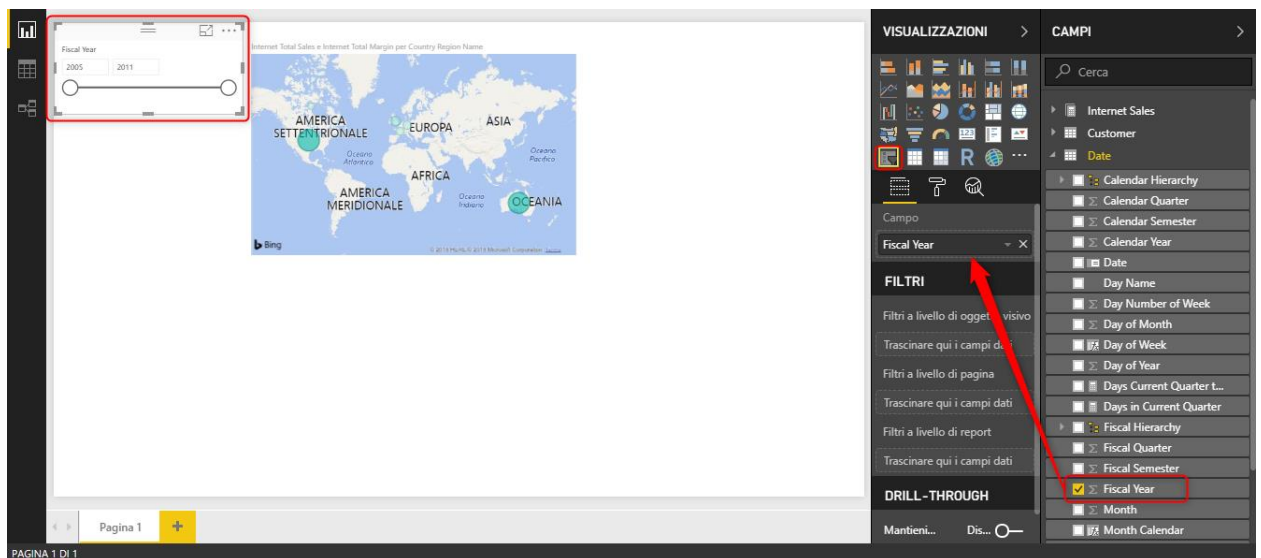 Fiscal Year
2005 2011
Internet Total Sales e Internet Total Margin per Country Region Name
AMERICA
SETTENTRIONALE
EUROPA
ASIA
Oceano
Atlantico
Oceano
Pacifico
AFRICA
AMERICA
MERIDIONALE
Oceano
Indiano
OCEANIA
Bing
Pagina 1
PAGINA 1 DI 1
VISUALIZZAZIONI
Campo
Fiscal Year
FILTRI
Filtri a livello di oggetto visivo
Trascinare qui i campi dati
Filtri a livello di pagina
Trascinare qui i campi dati
Filtri a livello di report
Trascinare qui i campi dati
DRILL-THROUGH
Mantieni... Dis...
CAMPI
Cerca
Internet Sales
Customer
Date
Calendar Hierarchy
Calendar Quarter
Calendar Semester
Calendar Year
Date
Day Name
Day Number of Week
Day of Month
Day of Week
Day of Year
Days Current Quarter t...
Days in Current Quarter
Fiscal Hierarchy
Fiscal Quarter
Fiscal Semester
Fiscal Year
Month
Month Calendar